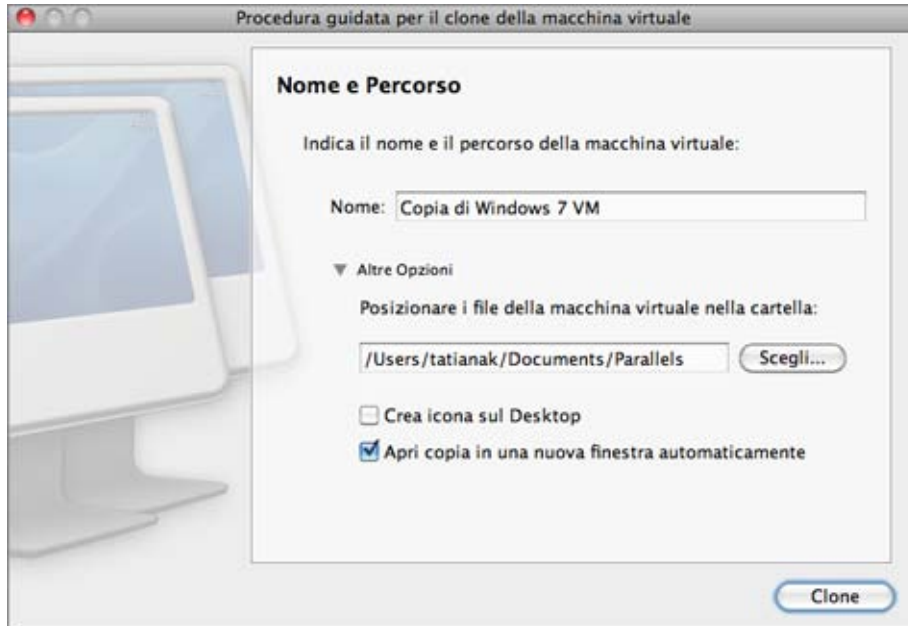 Procedura guidata per il clone della macchina virtuale
Nome e Percorso
Indica il nome e il percorso della macchina virtuale:
Nome: Copia di Windows 7 VM
Altre Opzioni
Posizionare i file della macchina virtuale nella cartella:
/Users/tatianak/Documents/Parallels Scegli...
Crea icona sul Desktop
Apri copia in una nuova finestra automaticamente
Clone